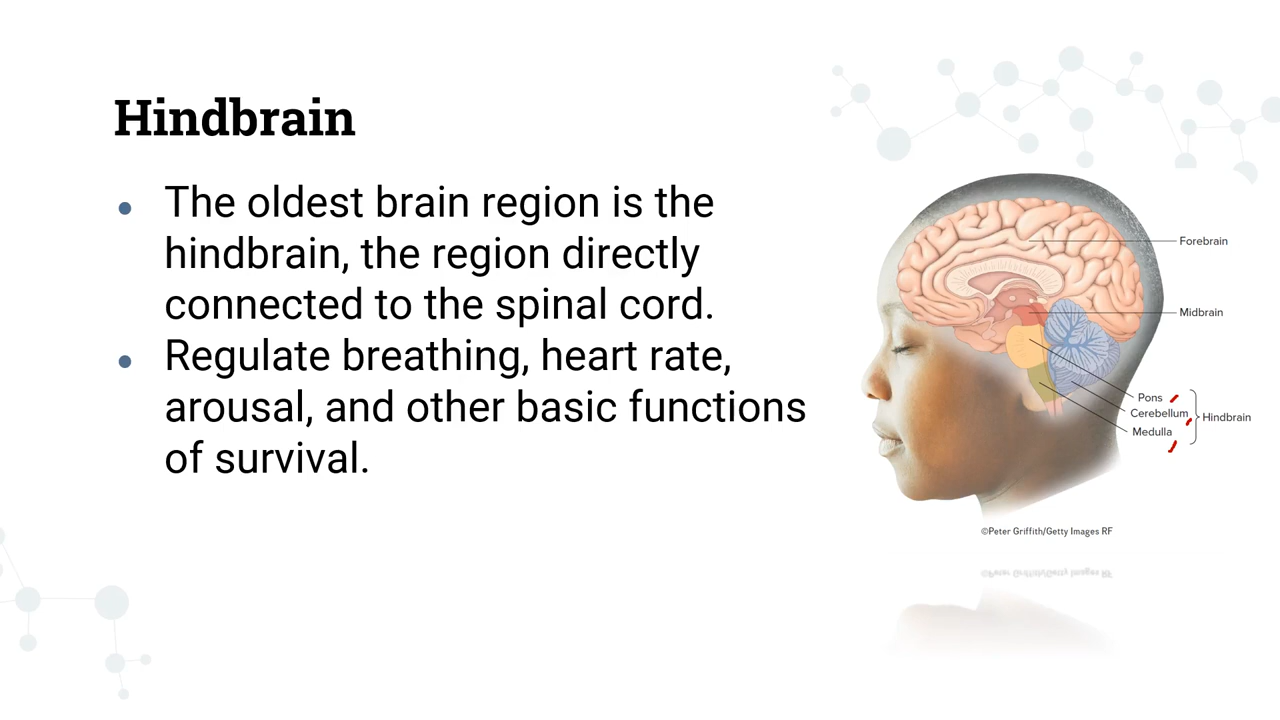 Hindbrain
The oldest brain region is the
hindbrain, the region directly
connected to the spinal cord.
Regulate breathing, heart rate,
arousal, and other basic functions
of survival.
Forebrain
Midbrain
Pons
Cerebellum
Medulla
Hindbrain
©Peter Griffith/Getty Images RF